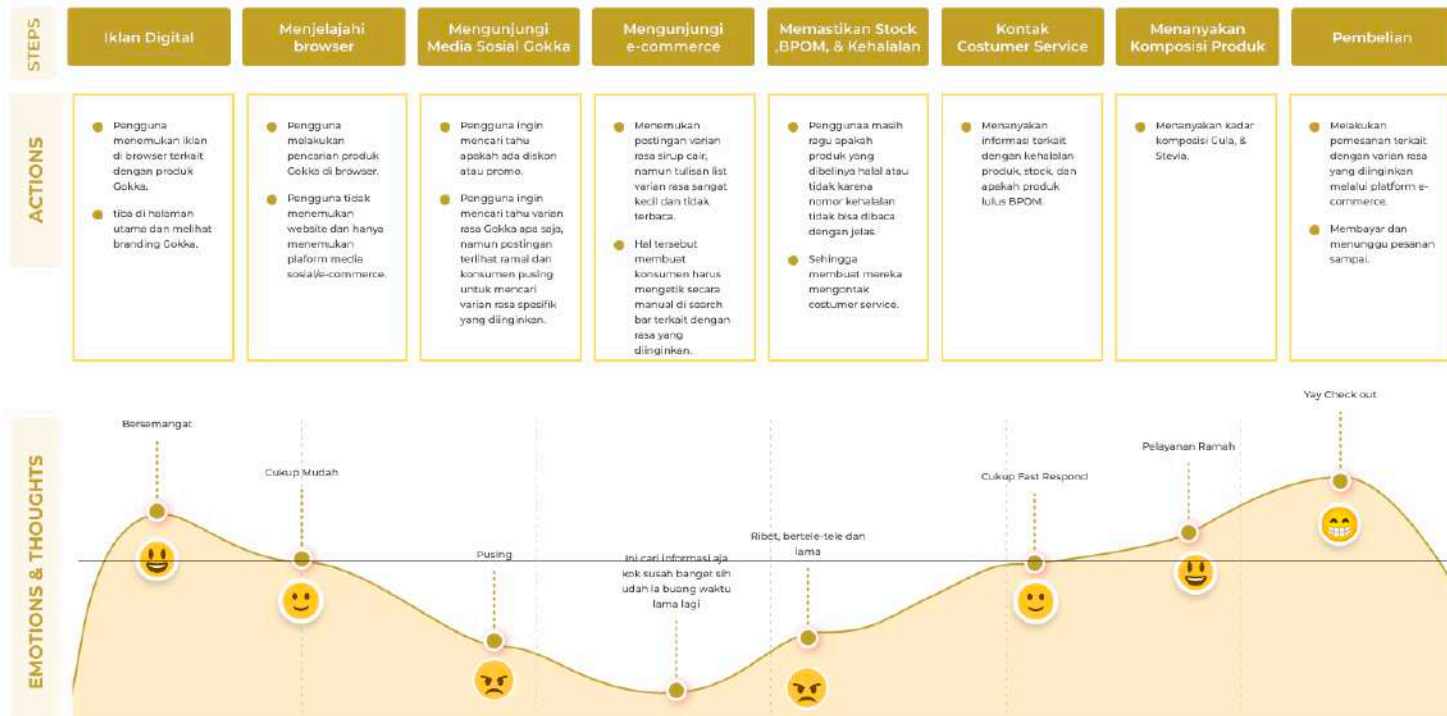 STEPS
Iklan Digital
Menjelajahi
browser
Mengunjungi
Media Sosial Gokka
Mengunjungi
e-commerce
Memastikan Stock
,BPOM, & Kehalalan
Kontak
Costumer Service
Menanyakan
Komposisi Produk
Pembelian
ACTIONS
Pengguna
menemukan iklan
di browser terkait
dengan produk
Gokka.
tiba di halaman
utama dan melihat
branding Gokka.
Pengguna
melakukan
pencarian produk
Gokka di browser.
Pengguna tidak
menemukan
website dan hanya
menemukan
plaform media
sosial/e-commerce.
Pengguna ingin
mencari tahu
apakah ada diskon
atau promo.
Pengguna ingin
mencari tahu varian
rasa Gokka apa saja,
namun postingan
terlihat ramai dan
konsumen pusing
untuk mencari
varian rasa spesifik
yang diinginkan.
Menemukan
postingan varian
rasa sirup cair,
namun tulisan list
varian rasa sangat
kecil dan tidak
terbaca.
Hal tersebut
membuat
konsumen harus
mengetik secara
manual di search
bar terkait dengan
rasa yang
diinginkan.
Penggunaa masih
ragu apakah
produk yang
dibelinya halal atau
tidak karena
nomor kehalalan
tidak bisa dibaca
dengan jelas.
Sehingga
membuat mereka
mengontak
costumer service.
Menanyakan
informasi terkait
dengan kehalalan
produk, stock, dan
apakah produk
lulus BPOM.
Menanyakan kadar
komposisi Gula, &
Stevia.
Melakukan
pemesanan terkait
dengan varian rasa
yang diinginkan
melalui platform e-
commerce.
Membayar dan
menunggu pesanan
sampai.
EMOTIONS & THOUGHTS
Bersemangat
Cukup Mudah
Pusing
Ini cari informasi aja
kok susah banget sih
udah la buang waktu
lama lagi
Ribet, bertele-tele dan
lama
Cukup Fast Respond
Pelayanan Ramah
Yay Check out